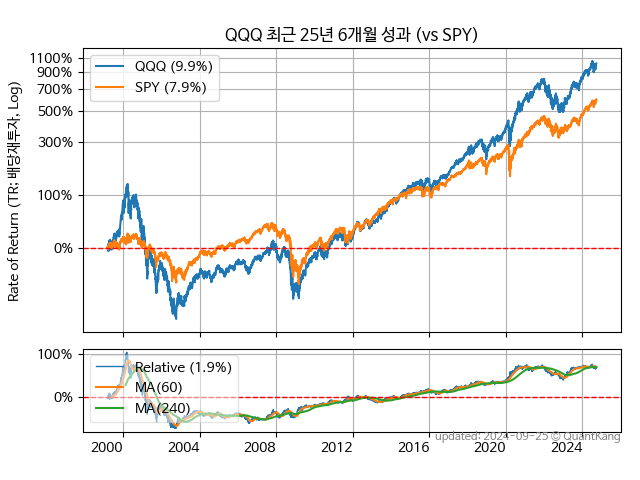 QQQ 최근 25년 6개월 성과 (vs SPY)
Rate of Return (TR; 배당재투자, Log)
1100%
900%
700%
500%
300%
100%
0%
QQQ (9.9%)
SPY (7.9%)
100%
0%
Relative (1.9%)
MA(60)
MA(240)
2000 2004 2008 2012 2016 2020 2024
updated: 2024-09-25 © QuantKang